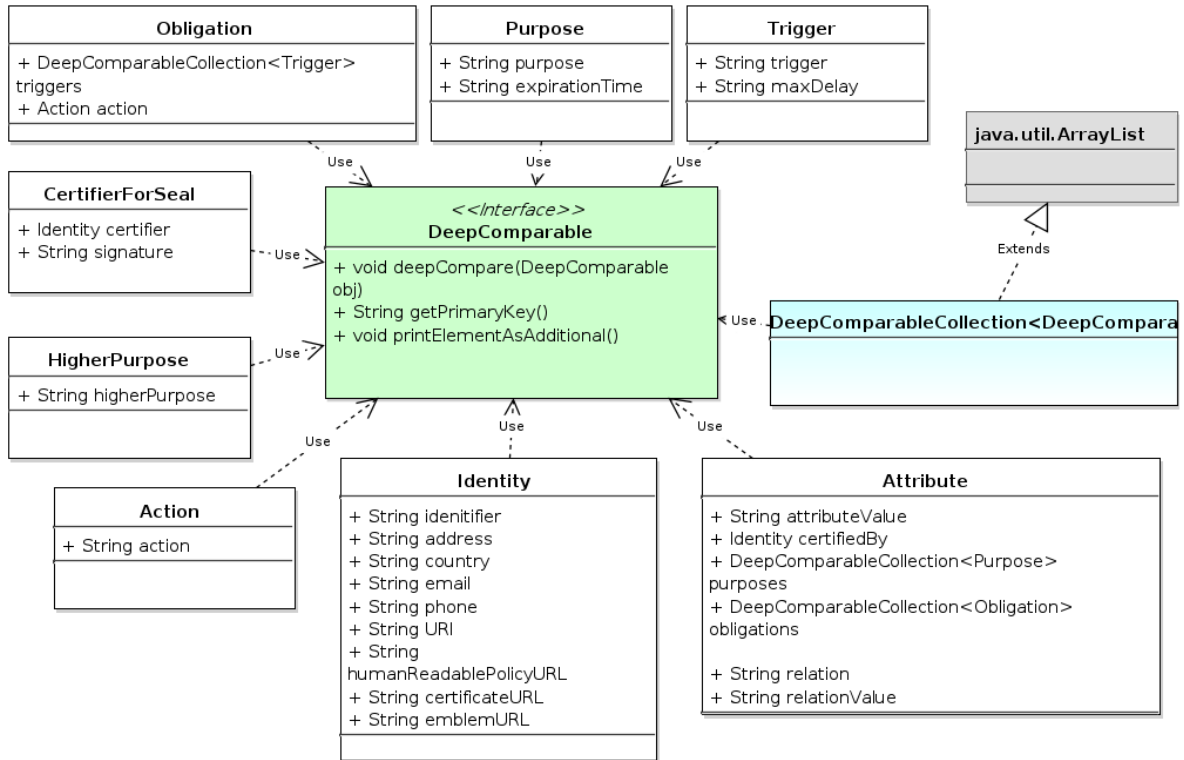 Obligation
+ DeepComparableCollection<Trigger>
triggers
+ Action action
Purpose
+ String purpose
+ String expirationTime
Trigger
+ String trigger
+ String maxDelay
java.util.ArrayList
Use
Use
Use
CertifierForSeal
+ Identity certifier
+ String signature
Use
<<Interface>>
DeepComparable
+ void deepCompare(DeepComparable
obj)
+ String getPrimaryKey()
+ void printElementAsAdditional()
Extends
Use
DeepComparableCollection<DeepCompara
HigherPurpose
+ String higherPurpose
Use
Use
Use
Use
Action
+ String action
Identity
+ String idenitifier
+ String address
+ String country
+ String email
+ String phone
+ String URI
+ String
humanReadablePolicyURL
+ String certificateURL
+ String emblemURL
Attribute
+ String attributeValue
+ Identity certifiedBy
+ DeepComparableCollection<Purpose>
purposes
+ DeepComparableCollection<Obligation>
obligations
+ String relation
+ String relationValue